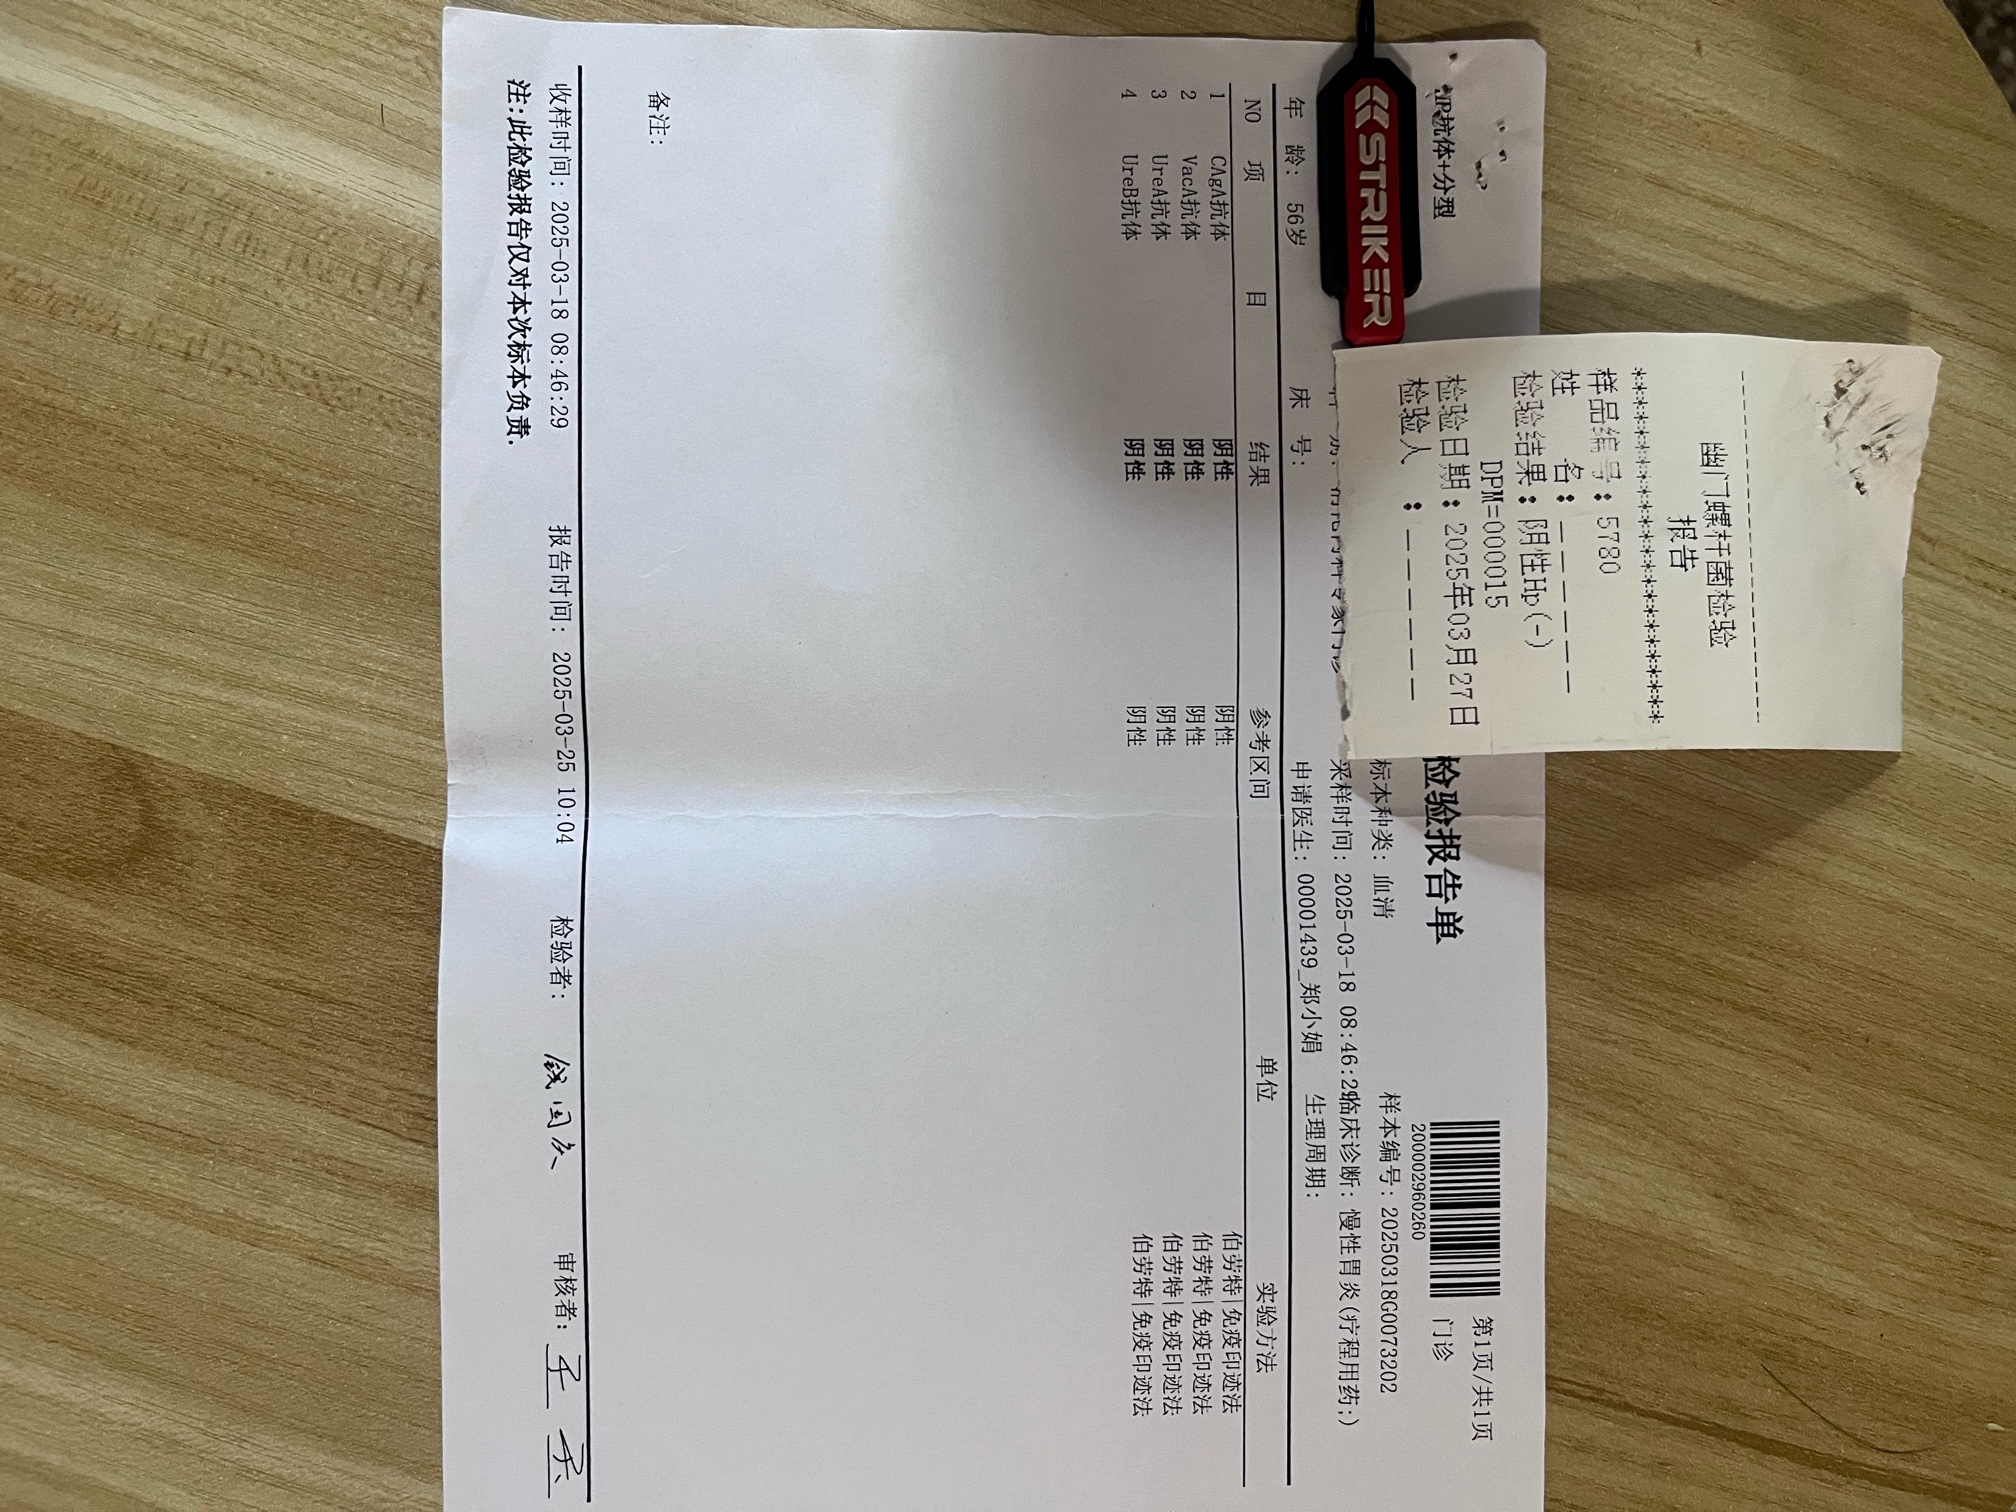 幽门螺杆菌检验
报告
样品编号:5780
姓 名:
检验结果:阴性Hp(-)
DPM=000015
检验日期:2025年03月27日
检验人 :
STRIKER
HP抗体+分型
检验报告单
第1页/共1页
门诊
200002960260
标本种类: 血清
样本编号: 20250318G0073202
采样时间: 2025-03-18 08:46:29
临床诊断: 慢性胃炎(疗程用药;)
年 龄: 56岁 床 号: 申请医生: 00001439_郑小娟 生理周期:
NO 项 目 结果 参考区间 单位 实验方法
1 CAgA抗体 阴性 阴性 伯劳特|免疫印迹法
2 VacA抗体 阴性 阴性 伯劳特|免疫印迹法
3 UreA抗体 阴性 阴性 伯劳特|免疫印迹法
4 UreB抗体 阴性 阴性 伯劳特|免疫印迹法
备注:
收样时间: 2025-03-18 08:46:29 报告时间: 2025-03-25 10:04 检验者: 审核者:
注:此检验报告仅对本次标本负责.